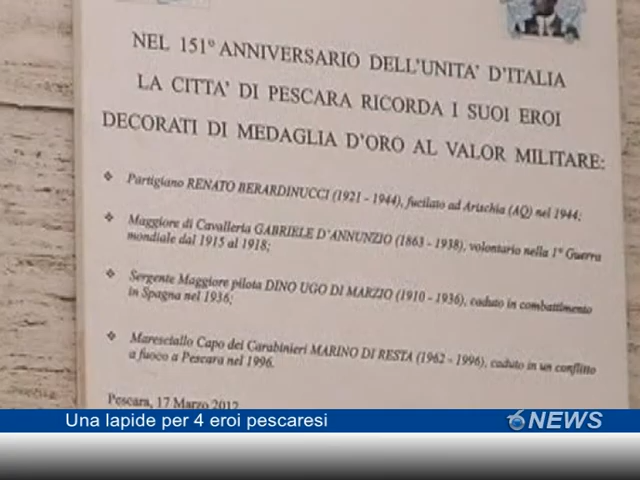 NEL 151° ANNIVERSARIO DELL'UNITA' D'ITALIA
LA CITTA' DI PESCARA RICORDA I SUOI EROI
DECORATI DI MEDAGLIA D'ORO AL VALOR MILITARE:
❖ Partigiano RENATO BERARDINUCCI (1921 - 1944), fucilato ad Arischia (AQ) nel 1944;
❖ Maggiore di Cavalleria GABRIELE D'ANNUNZIO (1863 - 1938), volontario nella 1° Guerra
mondiale dal 1915 al 1918;
❖ Sergente Maggiore pilota DINO UGO DI MARZIO (1910 - 1936), caduto in combattimento
in Spagna nel 1936;
❖ Maresciallo Capo dei Carabinieri MARINO DI RESTA (1962 - 1996), caduto in un conflitto
a fuoco a Pescara nel 1996.
Pescara, 17 Marzo 2012
Una lapide per 4 eroi pescaresi
6 NEWS